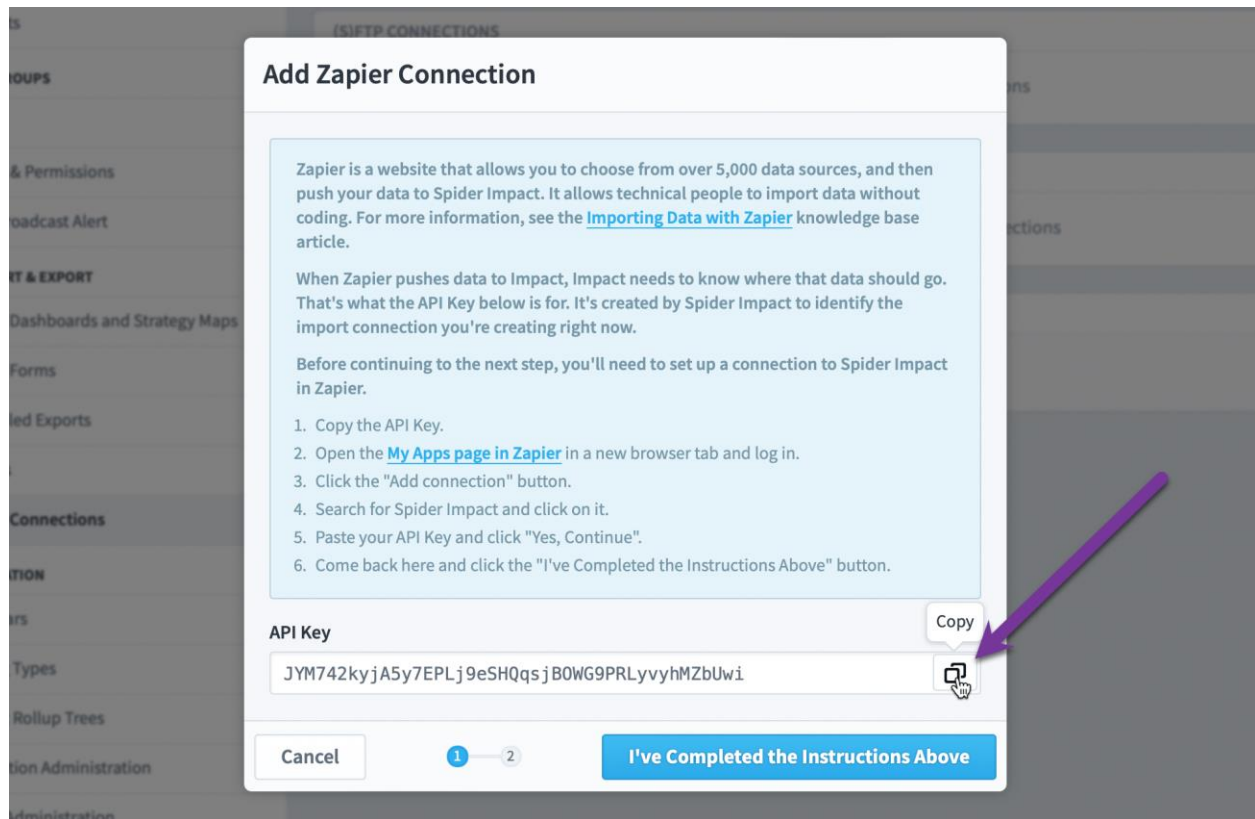 (S)FTP CONNECTIONS
Add Zapier Connection
Zapier is a website that allows you to choose from over 5,000 data sources, and then
push your data to Spider Impact. It allows technical people to import data without
coding. For more information, see the Importing Data with Zapier knowledge base
article.
When Zapier pushes data to Impact, Impact needs to know where that data should go.
That's what the API Key below is for. It's created by Spider Impact to identify the
import connection you're creating right now.
Before continuing to the next step, you'll need to set up a connection to Spider Impact
in Zapier.
1. Copy the API Key.
2. Open the My Apps page in Zapier in a new browser tab and log in.
3. Click the "Add connection" button.
4. Search for Spider Impact and click on it.
5. Paste your API Key and click "Yes, Continue".
6. Come back here and click the "I've Completed the Instructions Above" button.
Copy
API Key
JYM742kyjA5y7EPLj9eSHQqsjBOWG9PRLyvyhMZbUwi
Cancel
1
2
I've Completed the Instructions Above
& Permissions
oadcast Alert
RT & EXPORT
Dashboards and Strategy Maps
Forms
led Exports
Connections
Types
Rollup Trees
tion Administration
dministration